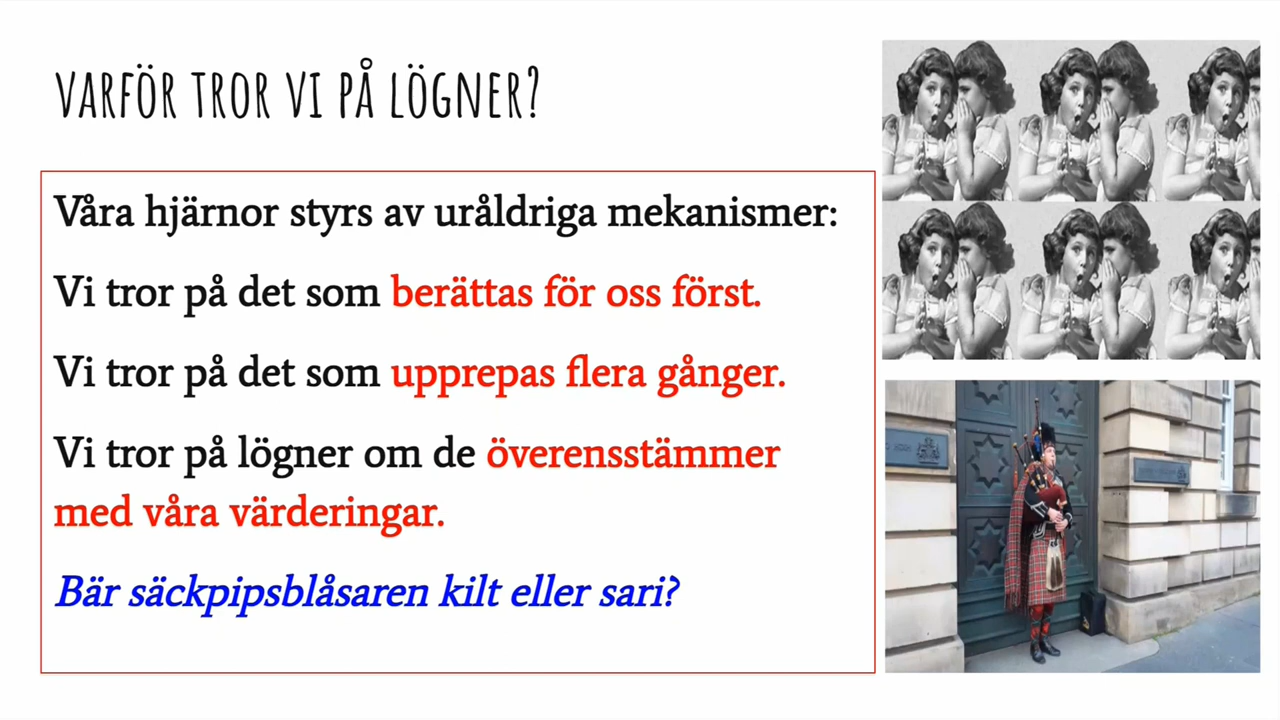 VARFÖR TROR VI PÅ LÖGNER?
Våra hjärnor styrs av uråldriga mekanismer:
Vi tror på det som berättas för oss först.
Vi tror på det som upprepas flera gånger.
Vi tror på lögner om de överensstämmer
med våra värderingar.
Bär säckpipsblåsaren kilt eller sari?